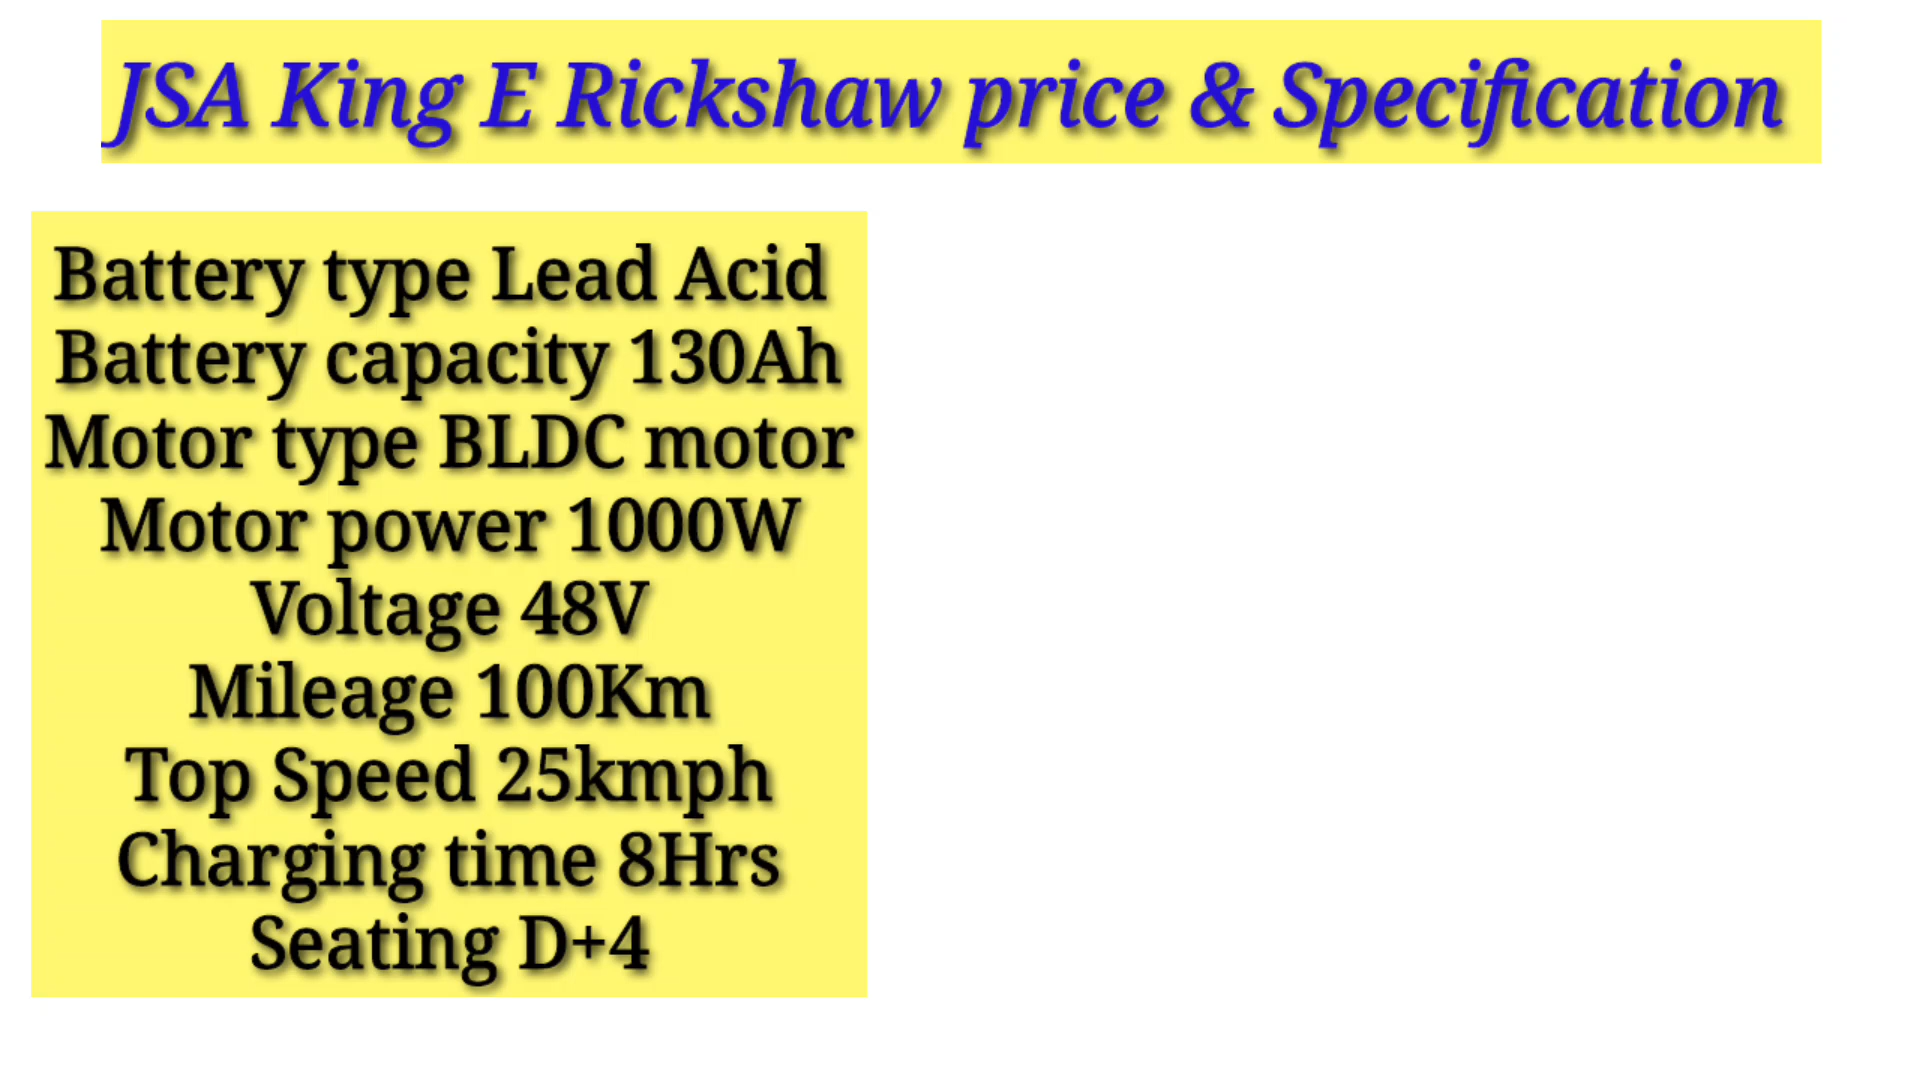 JSA King E Rickshaw price & Specification
Battery type Lead Acid
Battery capacity 130Ah
Motor type BLDC motor
Motor power 1000W
Voltage 48V
Mileage 100Km
Top Speed 25kmph
Charging time 8Hrs
Seating D+4